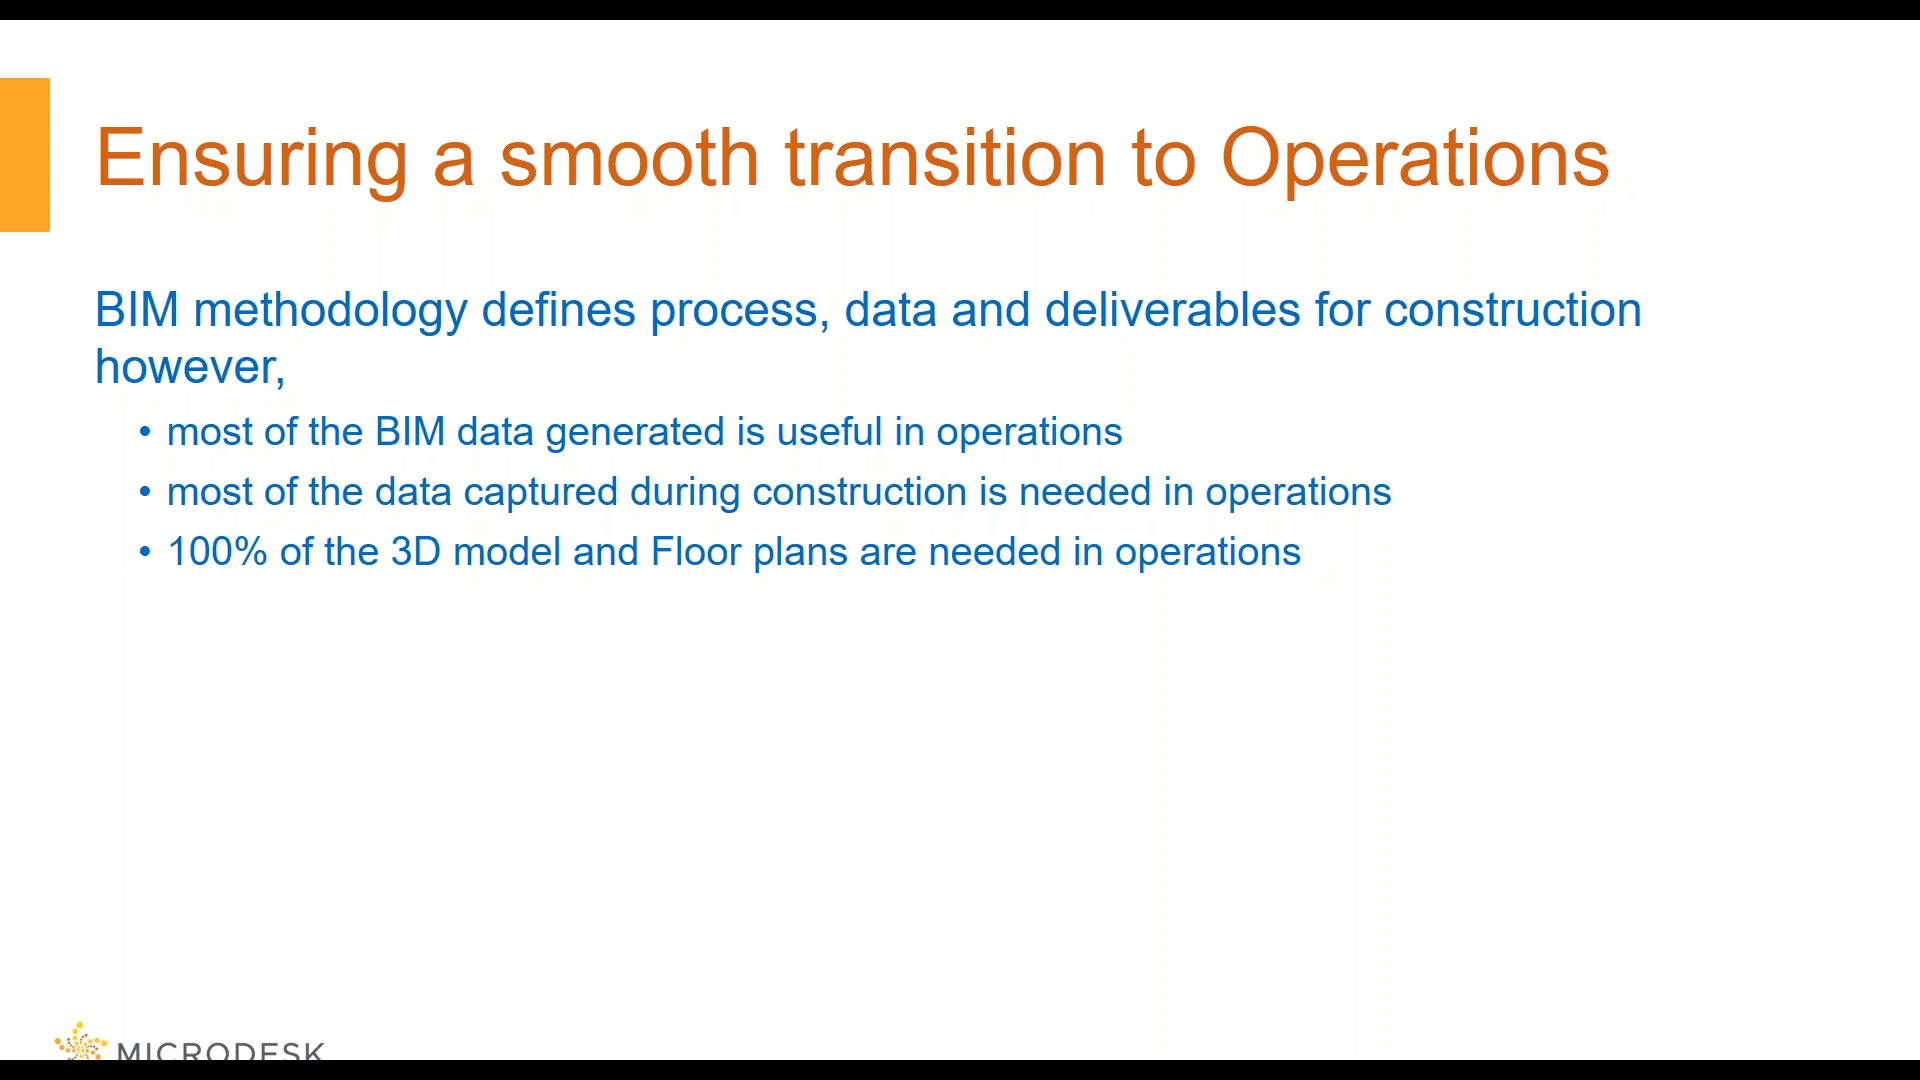 Ensuring a smooth transition to Operations
BIM methodology defines process, data and deliverables for construction
however,
• most of the BIM data generated is useful in operations
• most of the data captured during construction is needed in operations
• 100% of the 3D model and Floor plans are needed in operations
MICRODESK